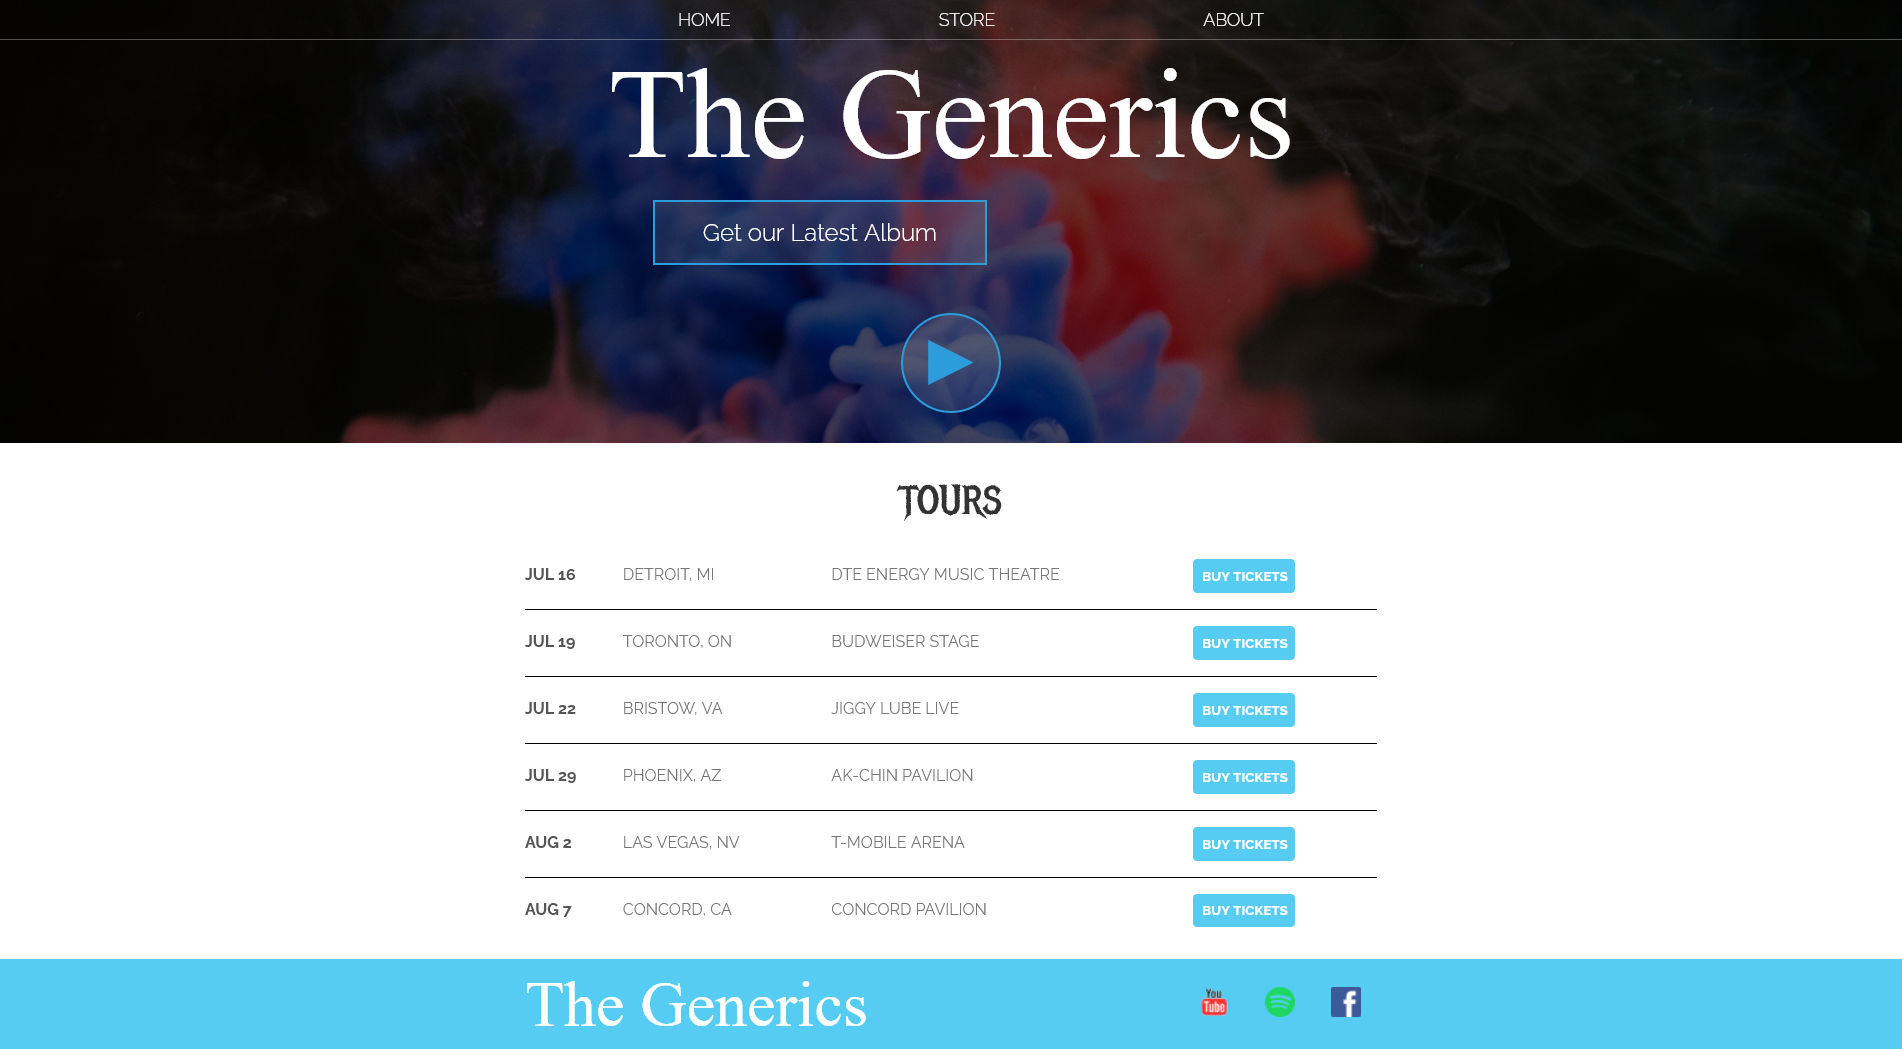 HOME STORE ABOUT
The Generics
Get our Latest Album
TOURS
JUL 16 DETROIT, MI DTE ENERGY MUSIC THEATRE BUY TICKETS
JUL 19 TORONTO, ON BUDWEISER STAGE BUY TICKETS
JUL 22 BRISTOW, VA JIGGY LUBE LIVE BUY TICKETS
JUL 29 PHOENIX, AZ AK-CHIN PAVILION BUY TICKETS
AUG 2 LAS VEGAS, NV T-MOBILE ARENA BUY TICKETS
AUG 7 CONCORD, CA CONCORD PAVILION BUY TICKETS
The Generics You Tube f